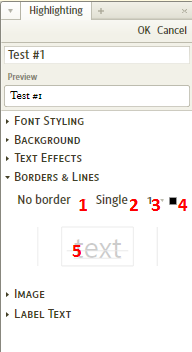 Highlighting
OK Cancel
Test #1
Preview
Test #1
Font Styling
Background
Text Effects
Borders & Lines
No border 1 Single 2 1 3 4
5 text
Image
Label Text